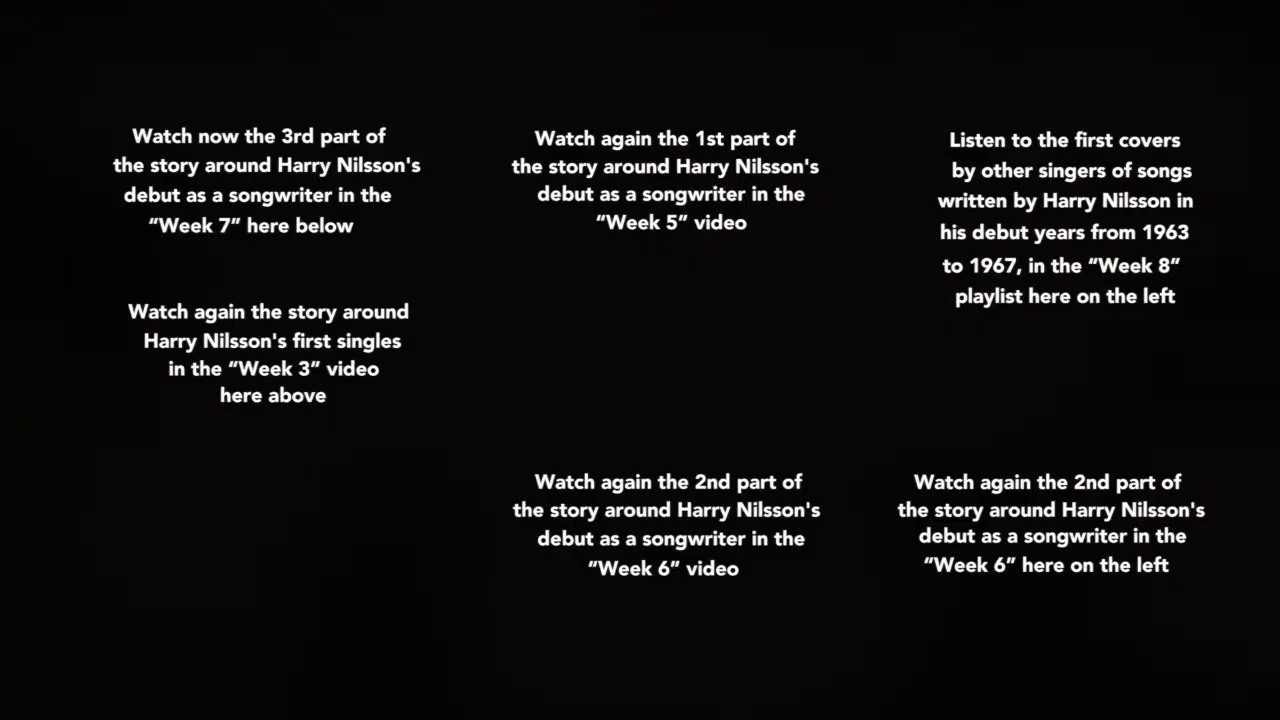 Watch now the 3rd part of
the story around Harry Nilsson's
debut as a songwriter in the
“Week 7” here below
Watch again the story around
Harry Nilsson's first singles
in the “Week 3” video
here above
Watch again the 1st part of
the story around Harry Nilsson's
debut as a songwriter in the
“Week 5” video
Listen to the first covers
by other singers of songs
written by Harry Nilsson in
his debut years from 1963
to 1967, in the “Week 8”
playlist here on the left
Watch again the 2nd part of
the story around Harry Nilsson's
debut as a songwriter in the
“Week 6” video
Watch again the 2nd part of
the story around Harry Nilsson's
debut as a songwriter in the
“Week 6” here on the left